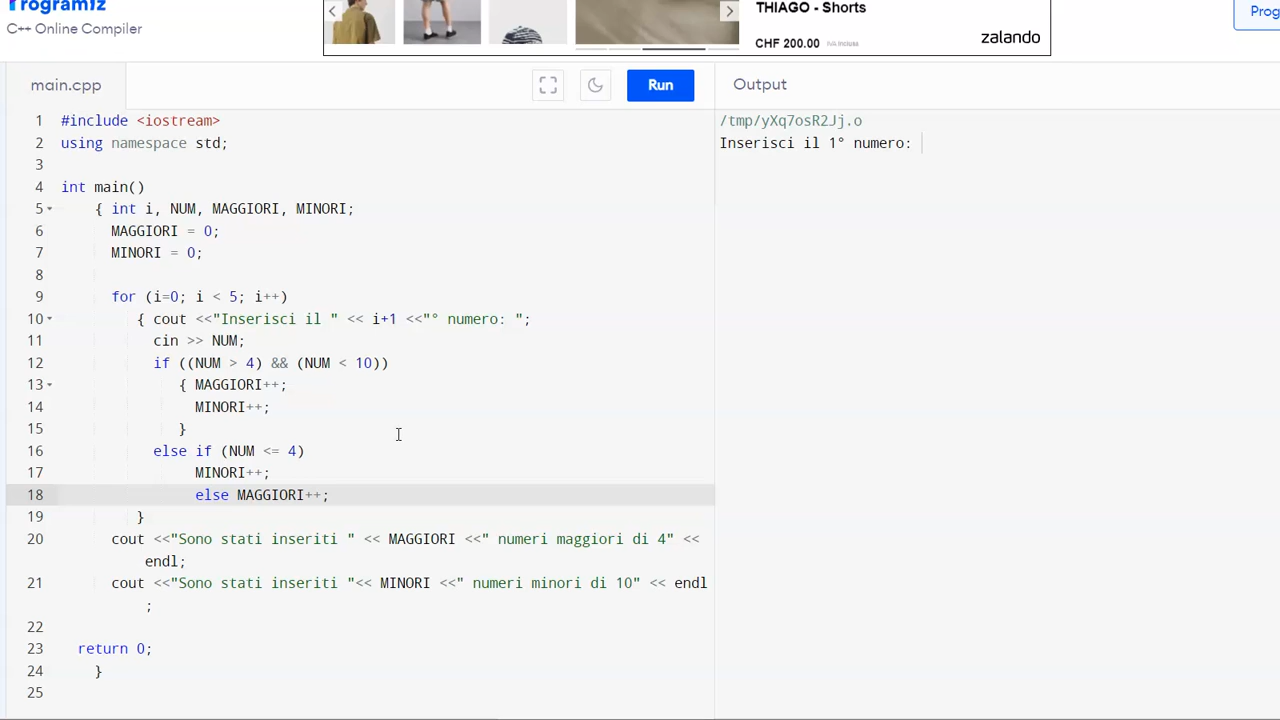 Programiz
C++ Online Compiler
THIAGO - Shorts
CHF 200.00 IVA inclusa
zalando
Prog
main.cpp
Run
Output
1 #include <iostream>
2 using namespace std;
3
4 int main()
5 { int i, NUM, MAGGIORI, MINORI;
6 MAGGIORI = 0;
7 MINORI = 0;
8
9 for (i=0; i < 5; i++)
10 { cout <<"Inserisci il " << i+1 <<"° numero: ";
11 cin >> NUM;
12 if ((NUM > 4) && (NUM < 10))
13 { MAGGIORI++;
14 MINORI++;
15 }
16 else if (NUM <= 4)
17 MINORI++;
18 else MAGGIORI++;
19 }
20 cout <<"Sono stati inseriti " << MAGGIORI <<" numeri maggiori di 4" <<
endl;
21 cout <<"Sono stati inseriti "<< MINORI <<" numeri minori di 10" << endl
;
22
23 return 0;
24 }
25
/tmp/yXq7osR2Jj.o
Inserisci il 1° numero: